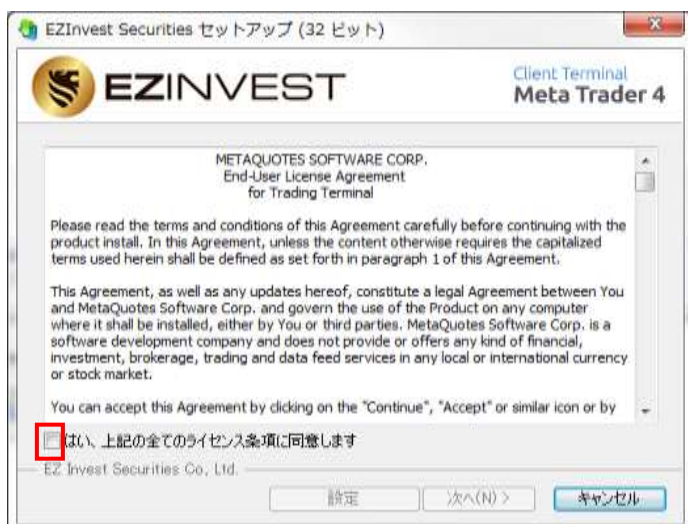 EZInvest Securities セットアップ (32 ビット)
EZINVEST
Client Terminal
Meta Trader 4
METAQUOTES SOFTWARE CORP.
End-User License Agreement
for Trading Terminal
Please read the terms and conditions of this Agreement carefully before continuing with the
product install. In this Agreement, unless the content otherwise requires the capitalized
terms used herein shall be defined as set forth in paragraph 1 of this Agreement.
This Agreement, as well as any updates hereof, constitute a legal Agreement between You
and MetaQuotes Software Corp. and govern the use of the Product on any computer
where it shall be installed, either by You or third parties. MetaQuotes Software Corp. is a
software development company and does not provide or offers any kind of financial,
investment, brokerage, trading and data feed services in any local or international currency
or stock market.
You can accept this Agreement by clicking on the "Continue", "Accept" or similar icon or by
はい、上記の全てのライセンス条項に同意します
EZ Invest Securities Co., Ltd.
設定
次へ(N) >
キャンセル